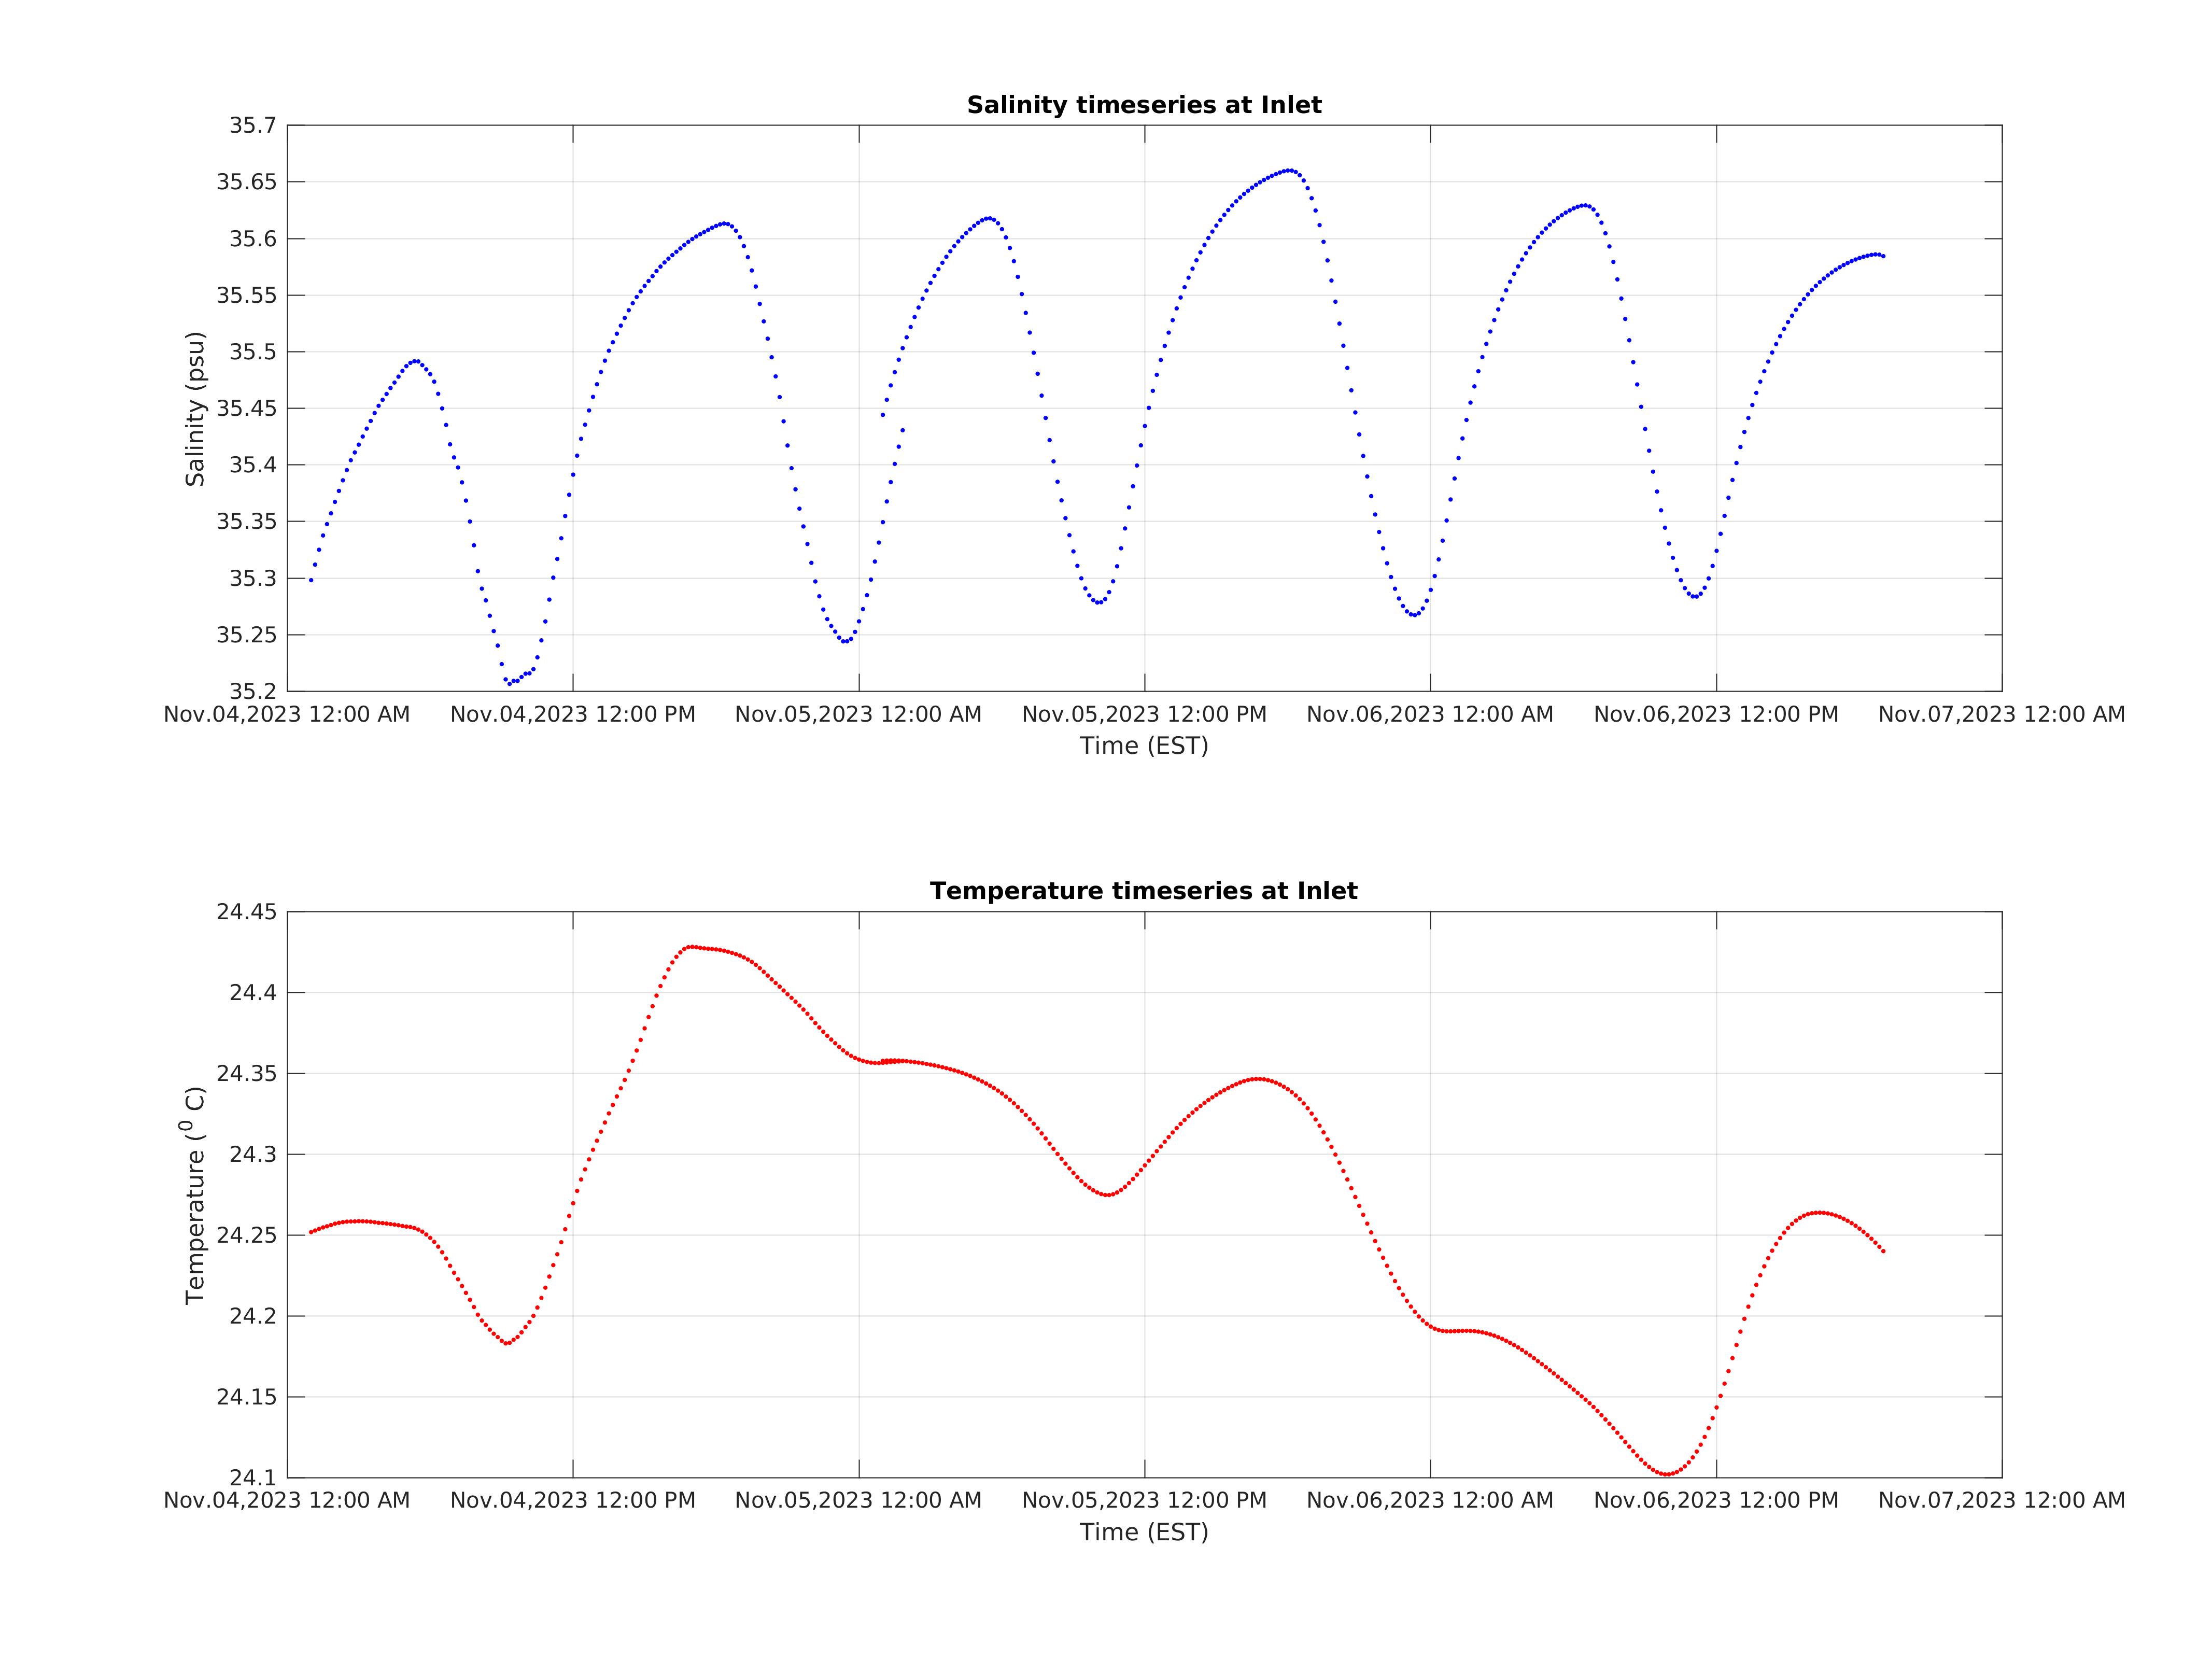 Salinity timeseries at Inlet
35.7
35.65
35.6
35.55
35.5
35.45
35.4
35.35
35.3
35.25
35.2
Salinity (psu)
Nov.04,2023 12:00 AM Nov.04,2023 12:00 PM Nov.05,2023 12:00 AM Nov.05,2023 12:00 PM Nov.06,2023 12:00 AM Nov.06,2023 12:00 PM Nov.07,2023 12:00 AM
Time (EST)
Temperature timeseries at Inlet
24.45
24.4
24.35
24.3
24.25
24.2
24.15
24.1
Temperature (⁰ C)
Nov.04,2023 12:00 AM Nov.04,2023 12:00 PM Nov.05,2023 12:00 AM Nov.05,2023 12:00 PM Nov.06,2023 12:00 AM Nov.06,2023 12:00 PM Nov.07,2023 12:00 AM
Time (EST)